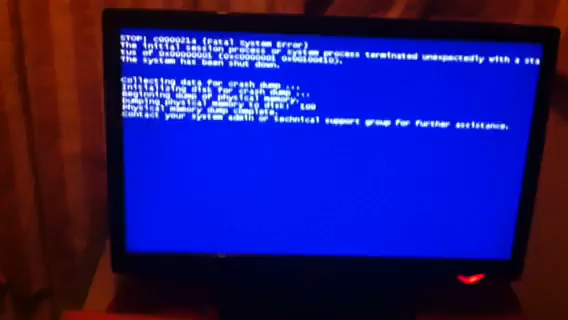 STOP: c000021a {Fatal System Error}
The initial session process or system process terminated unexpectedly with a sta
tus of 0x00000001 (0xc0000001 0x00100410).
The system has been shut down.
Collecting data for crash dump ...
Initializing disk for crash dump ...
Beginning dump of physical memory.
Dumping physical memory to disk: 100
Physical memory dump complete.
Contact your system admin or technical support group for further assistance.